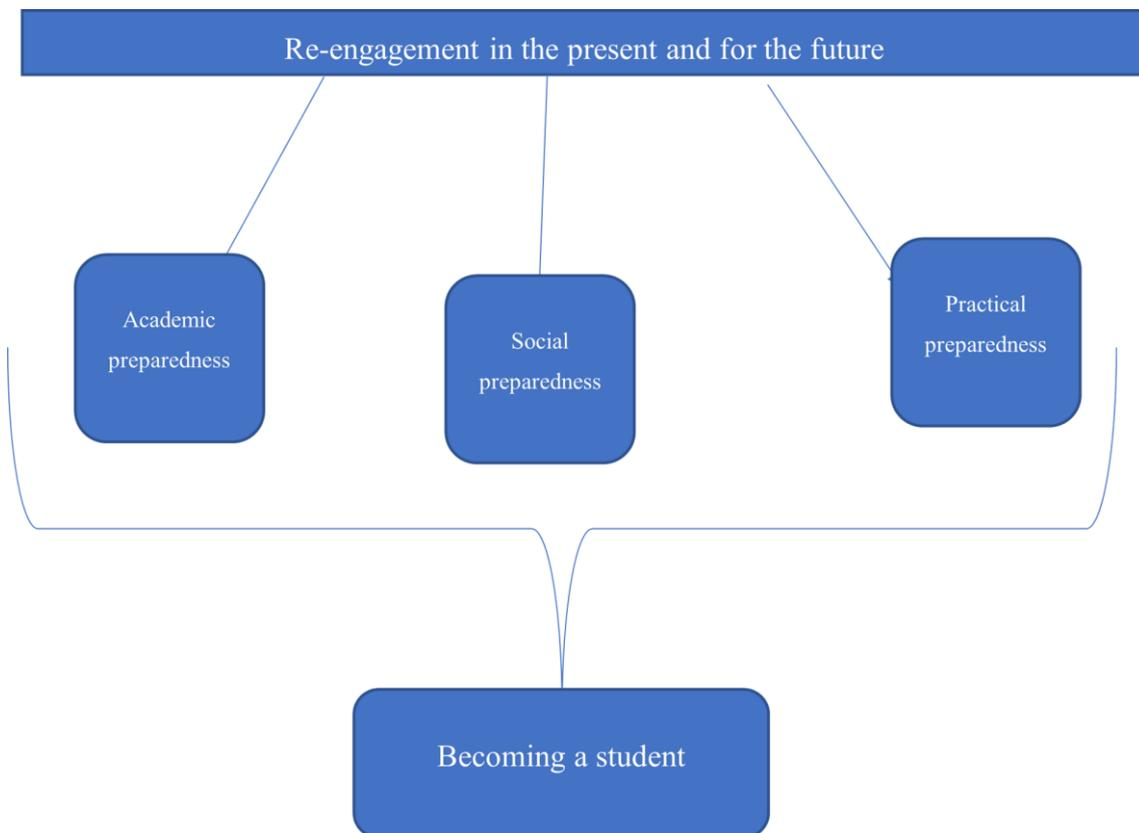 Re-engagement in the present and for the future
Academic
preparedness
Social
preparedness
Practical
preparedness
Becoming a student